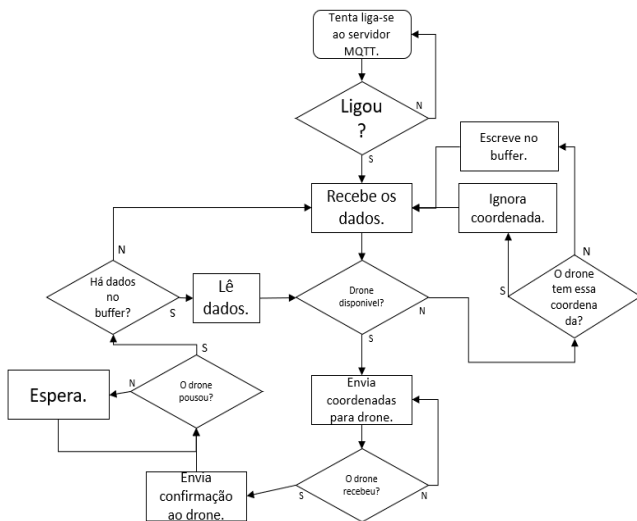 Tenta liga-se
ao servidor
MQTT.
N
Ligou
?
S
Escreve no
buffer.
Recebe os
dados.
Ignora
coordenada.
N
N
Há dados
no
buffer?
S
Lê
dados.
Drone
disponivel?
N
S
S
O drone
tem essa
coordena
da?
S
N
O drone
pousou?
Espera.
Envia
coordenadas
para drone.
Envia
confirmação
ao drone.
S
O drone
recebeu?
N